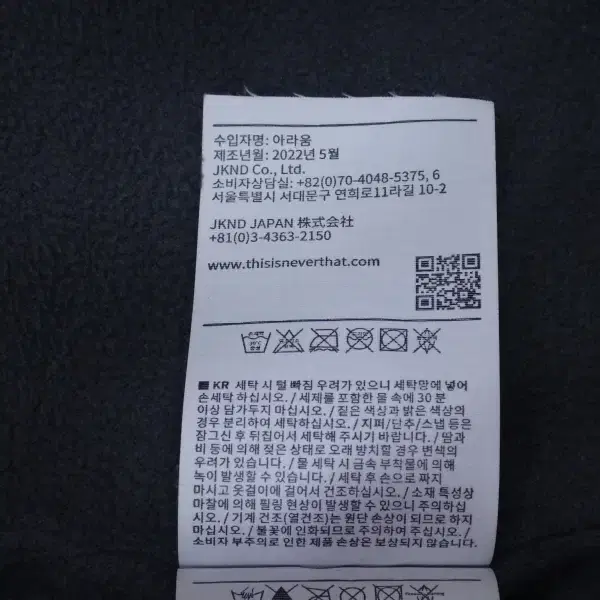 수입자명: 아라움
제조년월: 2022년 5월
JKND Co., Ltd.
소비자상담실: +82(0)70-4048-5375, 6
서울특별시 서대문구 연희로11라길 10-2
JKND JAPAN 株式会社
+81(0)3-4363-2150
www.thisisneverthat.com
KR 세탁 시 털 빠짐 우려가 있으니 세탁망에 넣어
손세탁 하십시오. / 세제를 포함한 물 속에 30 분
이상 담가두지 마십시오. / 짙은 색상과 밝은 색상의
경우 분리하여 세탁하십시오. / 지퍼/단추/스냅 등은
잠그신 후 뒤집어서 세탁해 주시기 바랍니다. / 땀과
비 등에 의해 젖은 상태로 오래 방치할 경우 변색의
우려가 있습니다. / 물 세탁 시 금속 부착물에 의해
녹이 발생할 수 있습니다. / 세탁 후 손으로 짜지
마시고 옷걸이에 걸어서 건조하십시오. / 소재 특성상
마찰에 의해 필링 현상이 발생할 수 있으니 주의하십
시오. / 기계 건조(열건조)는 원단 손상이 되므로 하지
마십시오. / 불꽃에 인화되므로 주의하여 주십시오. /
소비자 부주의로 인한 제품 손상은 보상되지 않습니다.